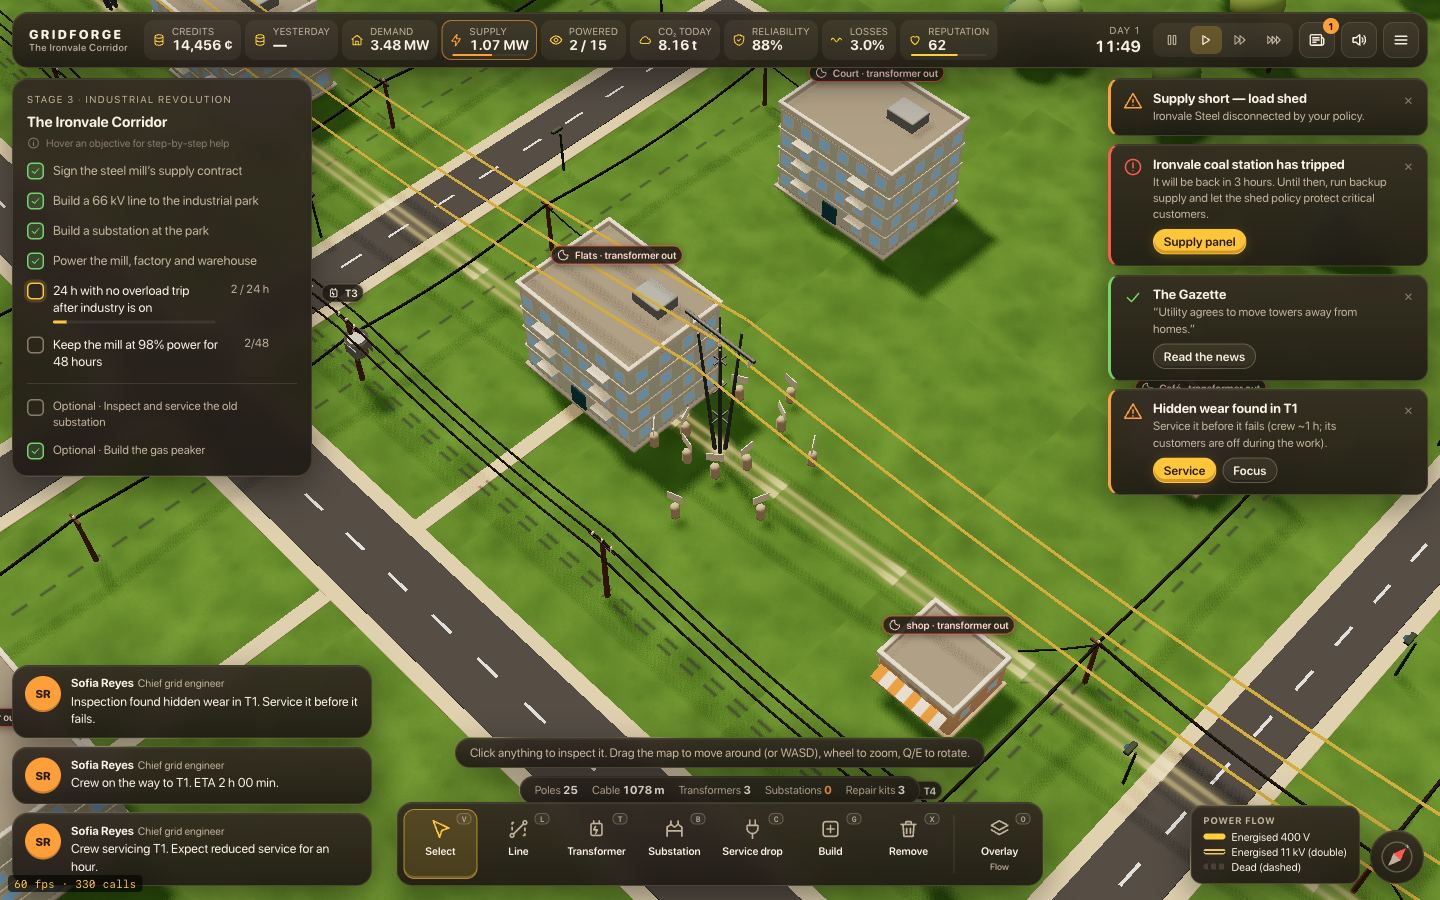 GRIDFORGE
The Ironvale Corridor
CREDITS
14,456 ¢
YESTERDAY
—
DEMAND
3.48 MW
SUPPLY
1.07 MW
POWERED
2 / 15
CO₂ TODAY
8.16 t
RELIABILITY
88%
LOSSES
3.0%
REPUTATION
62
DAY 1
11:49
1
STAGE 3 · INDUSTRIAL REVOLUTION
The Ironvale Corridor
Hover an objective for step-by-step help
Sign the steel mill's supply contract
Build a 66 kV line to the industrial park
Build a substation at the park
Power the mill, factory and warehouse
24 h with no overload trip
after industry is on
2 / 24 h
Keep the mill at 98% power for
48 hours
2/48
Optional · Inspect and service the old
substation
Optional · Build the gas peaker
Court · transformer out
Flats · transformer out
T3
shop · transformer out
Café · transformer out
T4
Supply short — load shed
Ironvale Steel disconnected by your policy.
Ironvale coal station has tripped
It will be back in 3 hours. Until then, run backup
supply and let the shed policy protect critical
customers.
Supply panel
The Gazette
“Utility agrees to move towers away from
homes.”
Read the news
Hidden wear found in T1
Service it before it fails (crew ~1 h; its
customers are off during the work).
Service
Focus
SR
Sofia Reyes Chief grid engineer
Inspection found hidden wear in T1. Service it before it
fails.
SR
Sofia Reyes Chief grid engineer
Crew on the way to T1. ETA 2 h 00 min.
SR
Sofia Reyes Chief grid engineer
Crew servicing T1. Expect reduced service for an
hour.
60 fps · 330 calls
Click anything to inspect it. Drag the map to move around (or WASD), wheel to zoom, Q/E to rotate.
Poles 25 Cable 1078 m Transformers 3 Substations 0 Repair kits 3
V
Select
L
Line
T
Transformer
B
Substation
C
Service drop
G
Build
X
Remove
O
Overlay
Flow
POWER FLOW
Energised 400 V
Energised 11 kV (double)
Dead (dashed)